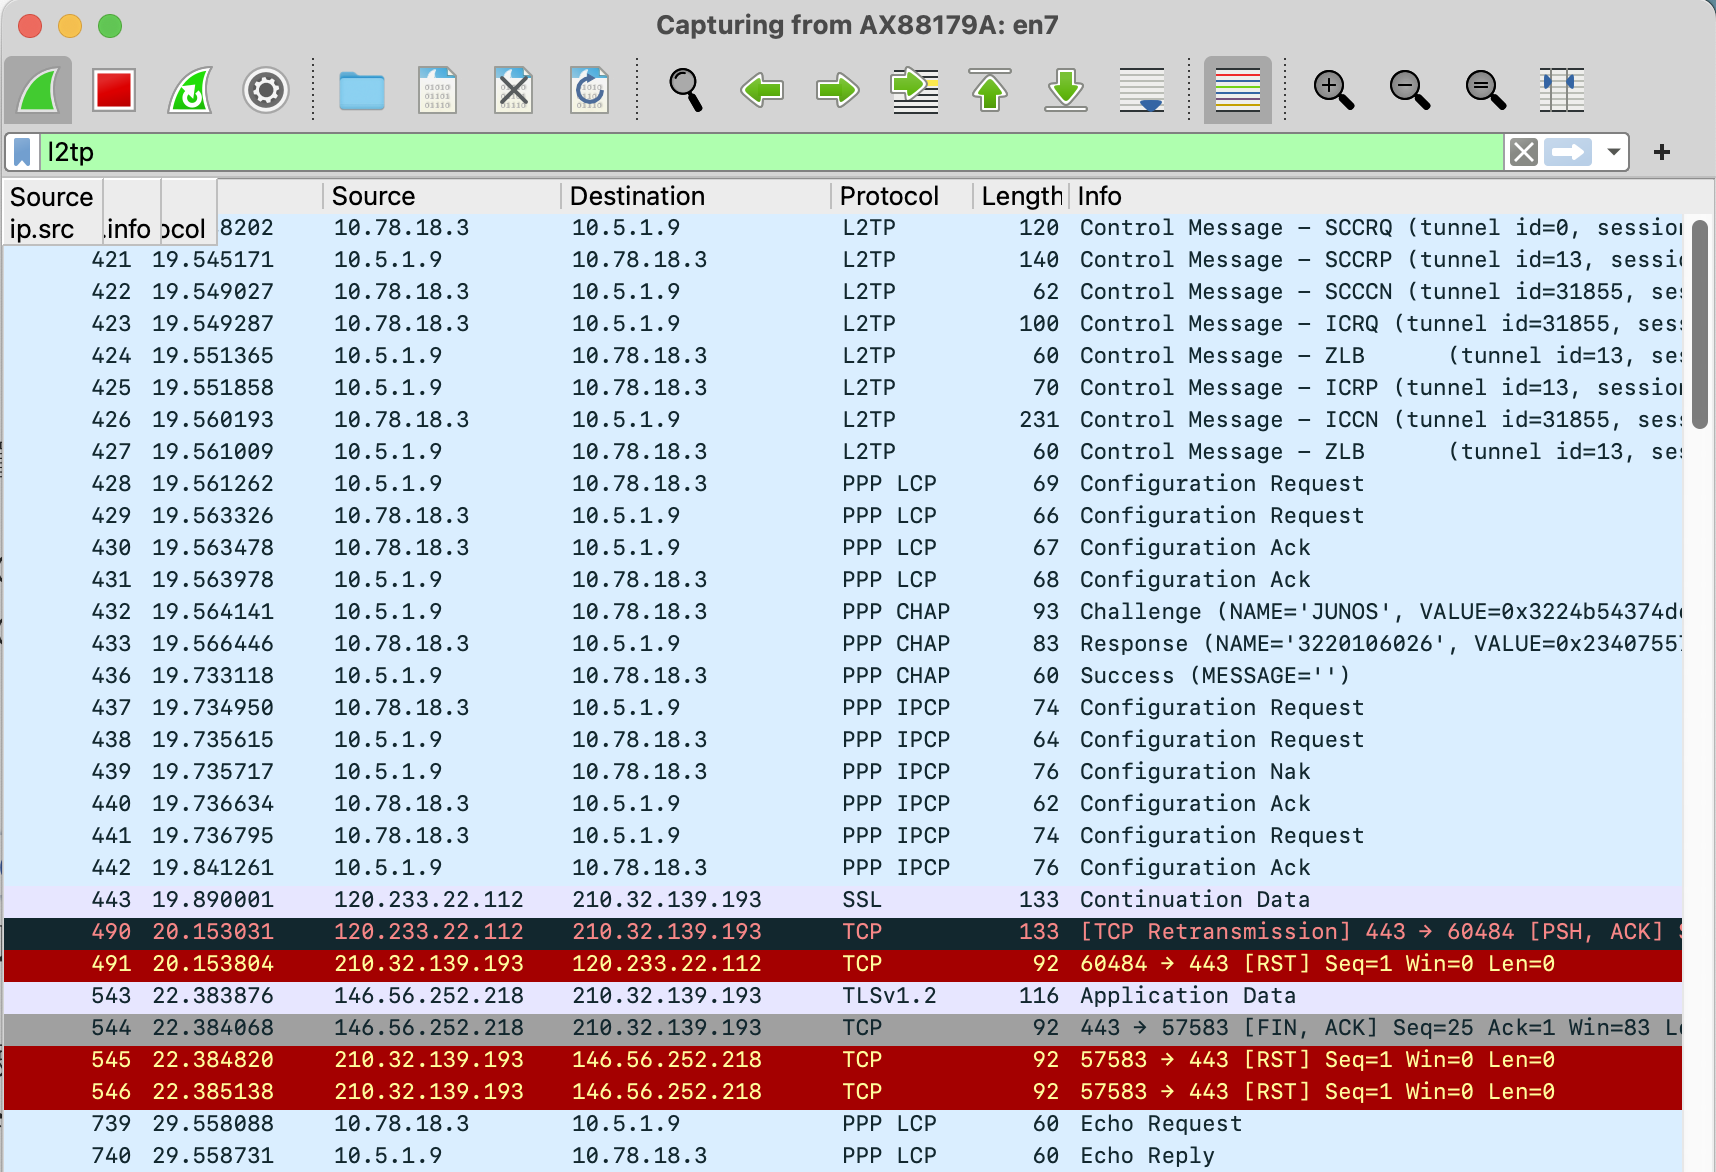 Capturing from AX88179A: en7
l2tp
Source Destination Protocol Length Info
Source
ip.src .info ocol
8202 10.78.18.3 10.5.1.9 L2TP 120 Control Message – SCCRQ (tunnel id=0, session
421 19.545171 10.5.1.9 10.78.18.3 L2TP 140 Control Message – SCCRP (tunnel id=13, sessi
422 19.549027 10.78.18.3 10.5.1.9 L2TP 62 Control Message – SCCCN (tunnel id=31855, ses
423 19.549287 10.78.18.3 10.5.1.9 L2TP 100 Control Message – ICRQ (tunnel id=31855, sess
424 19.551365 10.5.1.9 10.78.18.3 L2TP 60 Control Message – ZLB (tunnel id=13, ses
425 19.551858 10.5.1.9 10.78.18.3 L2TP 70 Control Message – ICRP (tunnel id=13, session
426 19.560193 10.78.18.3 10.5.1.9 L2TP 231 Control Message – ICCN (tunnel id=31855, sess
427 19.561009 10.5.1.9 10.78.18.3 L2TP 60 Control Message – ZLB (tunnel id=13, ses
428 19.561262 10.5.1.9 10.78.18.3 PPP LCP 69 Configuration Request
429 19.563326 10.78.18.3 10.5.1.9 PPP LCP 66 Configuration Request
430 19.563478 10.78.18.3 10.5.1.9 PPP LCP 67 Configuration Ack
431 19.563978 10.5.1.9 10.78.18.3 PPP LCP 68 Configuration Ack
432 19.564141 10.5.1.9 10.78.18.3 PPP CHAP 93 Challenge (NAME='JUNOS', VALUE=0x3224b54374d
433 19.566446 10.78.18.3 10.5.1.9 PPP CHAP 83 Response (NAME='3220106026', VALUE=0x2340755
436 19.733118 10.5.1.9 10.78.18.3 PPP CHAP 60 Success (MESSAGE='')
437 19.734950 10.78.18.3 10.5.1.9 PPP IPCP 74 Configuration Request
438 19.735615 10.5.1.9 10.78.18.3 PPP IPCP 64 Configuration Request
439 19.735717 10.5.1.9 10.78.18.3 PPP IPCP 76 Configuration Nak
440 19.736634 10.78.18.3 10.5.1.9 PPP IPCP 62 Configuration Ack
441 19.736795 10.78.18.3 10.5.1.9 PPP IPCP 74 Configuration Request
442 19.841261 10.5.1.9 10.78.18.3 PPP IPCP 76 Configuration Ack
443 19.890001 120.233.22.112 210.32.139.193 SSL 133 Continuation Data
490 20.153031 120.233.22.112 210.32.139.193 TCP 133 [TCP Retransmission] 443 → 60484 [PSH, ACK] S
491 20.153804 210.32.139.193 120.233.22.112 TCP 92 60484 → 443 [RST] Seq=1 Win=0 Len=0
543 22.383876 146.56.252.218 210.32.139.193 TLSv1.2 116 Application Data
544 22.384068 146.56.252.218 210.32.139.193 TCP 92 443 → 57583 [FIN, ACK] Seq=25 Ack=1 Win=83 L
545 22.384820 210.32.139.193 146.56.252.218 TCP 92 57583 → 443 [RST] Seq=1 Win=0 Len=0
546 22.385138 210.32.139.193 146.56.252.218 TCP 92 57583 → 443 [RST] Seq=1 Win=0 Len=0
739 29.558088 10.78.18.3 10.5.1.9 PPP LCP 60 Echo Request
740 29.558731 10.5.1.9 10.78.18.3 PPP LCP 60 Echo Reply